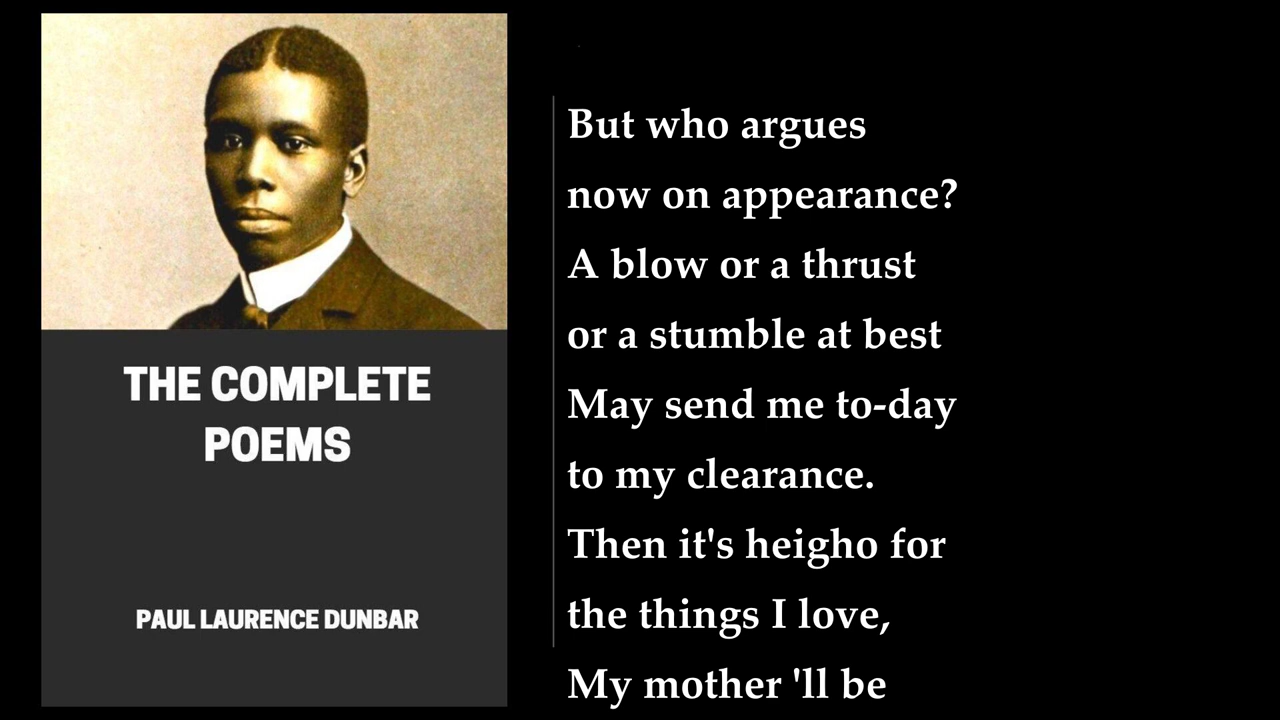 THE COMPLETE
POEMS
PAUL LAURENCE DUNBAR
But who argues
now on appearance?
A blow or a thrust
or a stumble at best
May send me to-day
to my clearance.
Then it's heigho for
the things I love,
My mother 'll be